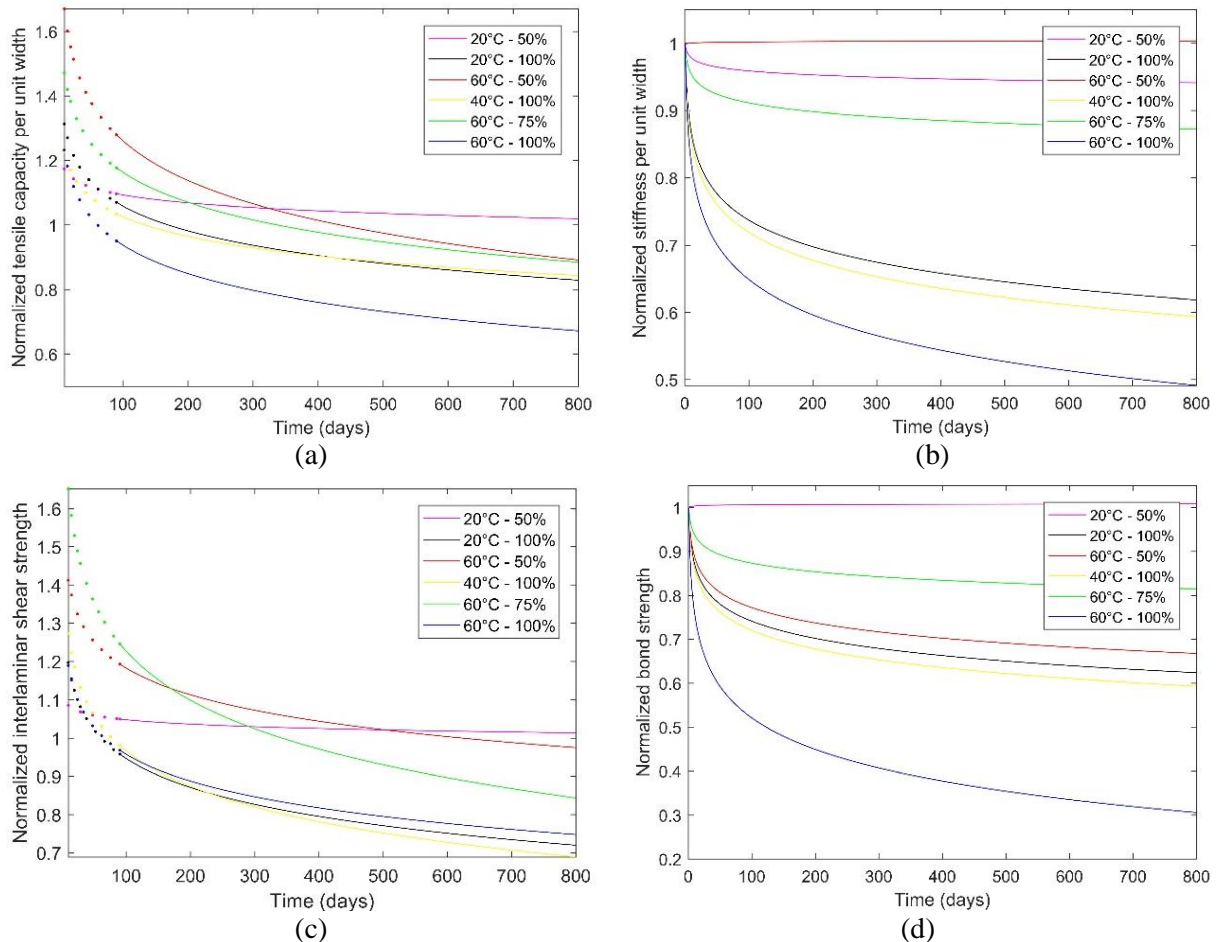 Normalized tensile capacity per unit width
1.6
1.4
1.2
1
0.8
0.6
20°C - 50%
20°C - 100%
60°C - 50%
40°C - 100%
60°C - 75%
60°C - 100%
100 200 300 400 500 600 700 800
Time (days)
(a)
Normalized stiffness per unit width
1
0.9
0.8
0.7
0.6
0.5
20°C - 50%
20°C - 100%
60°C - 50%
40°C - 100%
60°C - 75%
60°C - 100%
0 100 200 300 400 500 600 700 800
Time (days)
(b)
Normalized interlaminar shear strength
1.6
1.5
1.4
1.3
1.2
1.1
1
0.9
0.8
0.7
20°C - 50%
20°C - 100%
60°C - 50%
40°C - 100%
60°C - 75%
60°C - 100%
100 200 300 400 500 600 700 800
Time (days)
(c)
Normalized bond strength
1
0.9
0.8
0.7
0.6
0.5
0.4
0.3
0.2
20°C - 50%
20°C - 100%
60°C - 50%
40°C - 100%
60°C - 75%
60°C - 100%
0 100 200 300 400 500 600 700 800
Time (days)
(d)